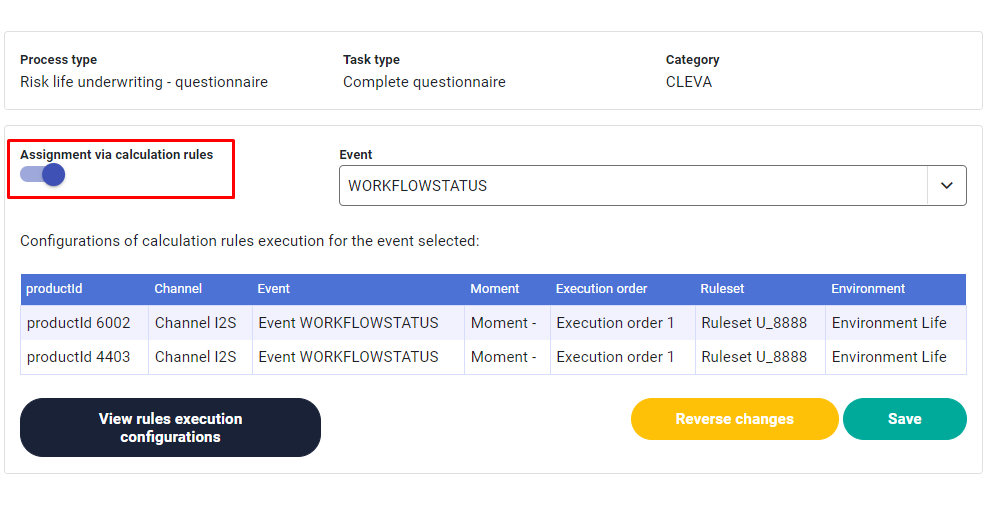 Process type Task type Category
Risk life underwriting - questionnaire Complete questionnaire CLEVA
Assignment via calculation rules Event
WORKFLOWSTATUS
Configurations of calculation rules execution for the event selected:
productId Channel Event Moment Execution order Ruleset Environment
productId 6002 Channel I2S Event WORKFLOWSTATUS Moment - Execution order 1 Ruleset U_8888 Environment Life
productId 4403 Channel I2S Event WORKFLOWSTATUS Moment - Execution order 1 Ruleset U_8888 Environment Life
View rules execution
configurations
Reverse changes Save